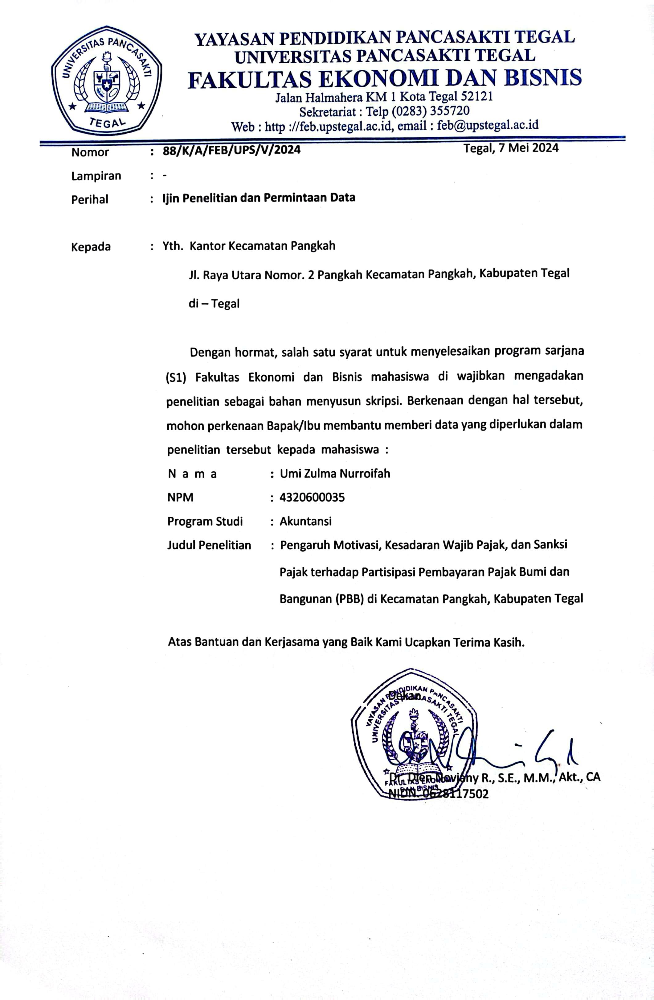 UNIVERSITAS PANCASAKTI
TEGAL
YAYASAN PENDIDIKAN PANCASAKTI TEGAL
UNIVERSITAS PANCASAKTI TEGAL
FAKULTAS EKONOMI DAN BISNIS
Jalan Halmahera KM 1 Kota Tegal 52121
Sekretariat : Telp (0283) 355720
Web : http ://feb.upstegal.ac.id, email : feb@upstegal.ac.id
Nomor : 88/K/A/FEB/UPS/V/2024 Tegal, 7 Mei 2024
Lampiran : -
Perihal : Ijin Penelitian dan Permintaan Data
Kepada : Yth. Kantor Kecamatan Pangkah
Jl. Raya Utara Nomor. 2 Pangkah Kecamatan Pangkah, Kabupaten Tegal
di – Tegal
Dengan hormat, salah satu syarat untuk menyelesaikan program sarjana
(S1) Fakultas Ekonomi dan Bisnis mahasiswa di wajibkan mengadakan
penelitian sebagai bahan menyusun skripsi. Berkenaan dengan hal tersebut,
mohon perkenaan Bapak/Ibu membantu memberi data yang diperlukan dalam
penelitian tersebut kepada mahasiswa :
N a m a : Umi Zulma Nurroifah
NPM : 4320600035
Program Studi : Akuntansi
Judul Penelitian : Pengaruh Motivasi, Kesadaran Wajib Pajak, dan Sanksi
Pajak terhadap Partisipasi Pembayaran Pajak Bumi dan
Bangunan (PBB) di Kecamatan Pangkah, Kabupaten Tegal
Atas Bantuan dan Kerjasama yang Baik Kami Ucapkan Terima Kasih.
YAYASAN PENDIDIKAN PANCASAKTI
UNIVERSITAS PANCASAKTI TEGAL
Dekan
Dr. Dien Noviany R., S.E., M.M., Akt., CA
FAKULTAS EKONOMI
DAN BISNIS
NIDN. 0628117502